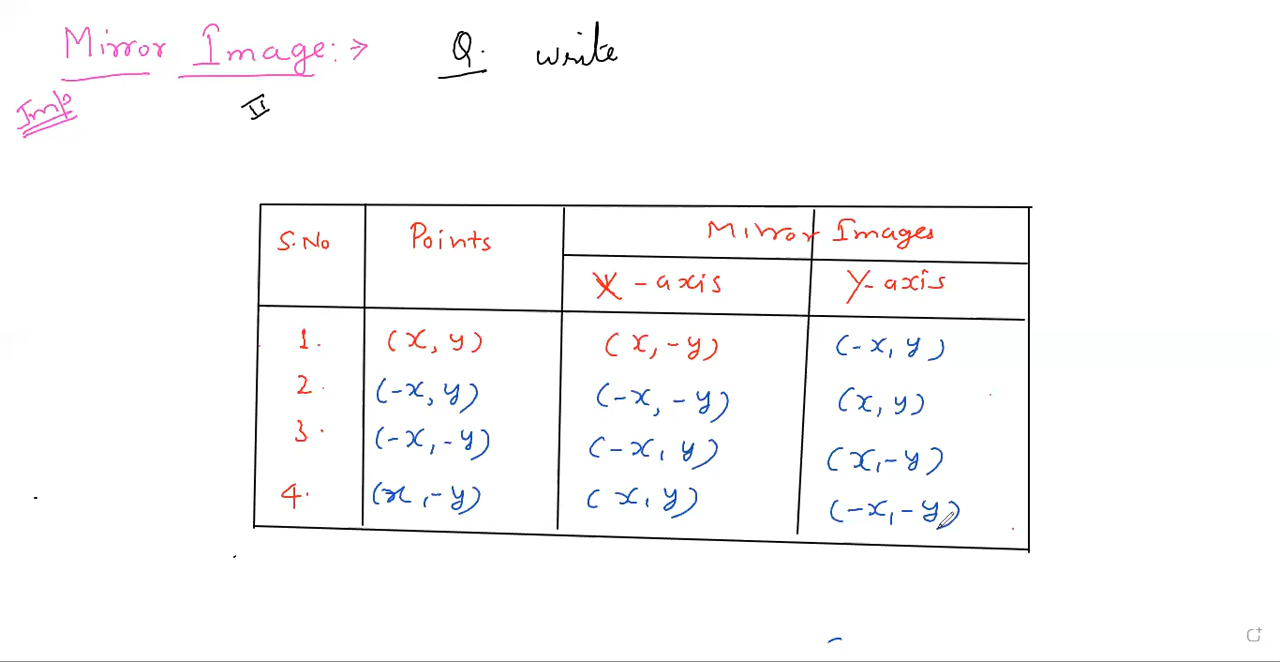 Mirror Image :⇒ Q. write
Imp II
S.No Points Mirror Images
X-axis Y-axis
1. (x, y) (x, -y) (-x, y)
2. (-x, y) (-x, -y) (x, y)
3. (-x, -y) (-x, y) (x, -y)
4. (x, -y) (x, y) (-x, -y)